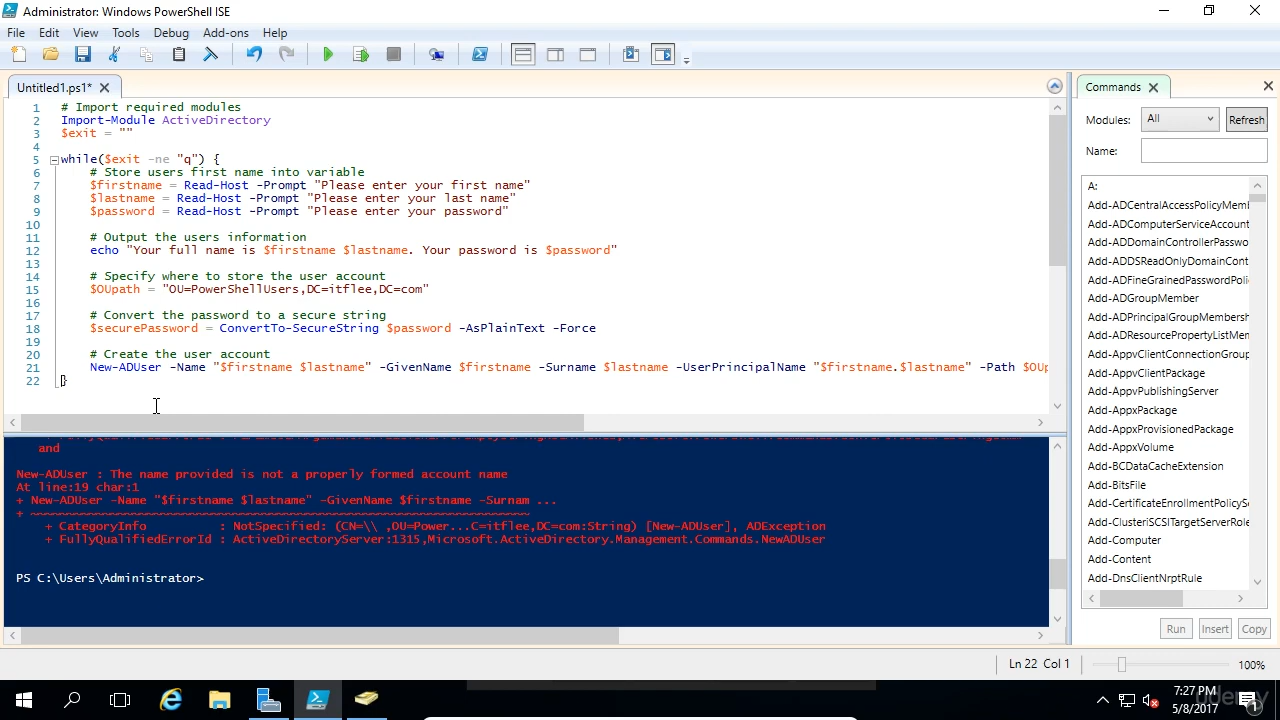 Administrator: Windows PowerShell ISE
File Edit View Tools Debug Add-ons Help
Untitled1.ps1*
1 # Import required modules
2 Import-Module ActiveDirectory
3 $exit = ""
4
5 while($exit -ne "q") {
6 # Store users first name into variable
7 $firstname = Read-Host -Prompt "Please enter your first name"
8 $lastname = Read-Host -Prompt "Please enter your last name"
9 $password = Read-Host -Prompt "Please enter your password"
10
11 # Output the users information
12 echo "Your full name is $firstname $lastname. Your password is $password"
13
14 # Specify where to store the user account
15 $OUpath = "OU=PowerShellUsers,DC=itflee,DC=com"
16
17 # Convert the password to a secure string
18 $securePassword = ConvertTo-SecureString $password -AsPlainText -Force
19
20 # Create the user account
21 New-ADUser -Name "$firstname $lastname" -GivenName $firstname -Surname $lastname -UserPrincipalName "$firstname.$lastname" -Path $OUp
22 }
and
New-ADUser : The name provided is not a properly formed account name
At line:19 char:1
+ New-ADUser -Name "$firstname $lastname" -GivenName $firstname -Surnam ...
+ ~~~~~~~~~~~~~~~~~~~~~~~~~~~~~~~~~~~~~~~~~~~~~~~~~~~~~~~~~~~~~~~~~~~~~
+ CategoryInfo : NotSpecified: (CN=\\ ,OU=Power...C=itflee,DC=com:String) [New-ADUser], ADException
+ FullyQualifiedErrorId : ActiveDirectoryServer:1315,Microsoft.ActiveDirectory.Management.Commands.NewADUser
PS C:\Users\Administrator>
Commands
Modules: All Refresh
Name:
A:
Add-ADCentralAccessPolicyMemb
Add-ADComputerServiceAccount
Add-ADDomainControllerPasswo
Add-ADDSReadOnlyDomainCont
Add-ADFineGrainedPasswordPoli
Add-ADGroupMember
Add-ADPrincipalGroupMembersh
Add-ADResourcePropertyListMen
Add-AppvClientConnectionGroup
Add-AppvClientPackage
Add-AppvPublishingServer
Add-AppxPackage
Add-AppxProvisionedPackage
Add-AppxVolume
Add-BCDataCacheExtension
Add-BitsFile
Add-CertificateEnrollmentPolicySe
Add-ClusteriSCSITargetServerRole
Add-Computer
Add-Content
Add-DnsClientNrptRule
Run Insert Copy
Ln 22 Col 1 100%
7:27 PM
5/8/2017
1
udemy